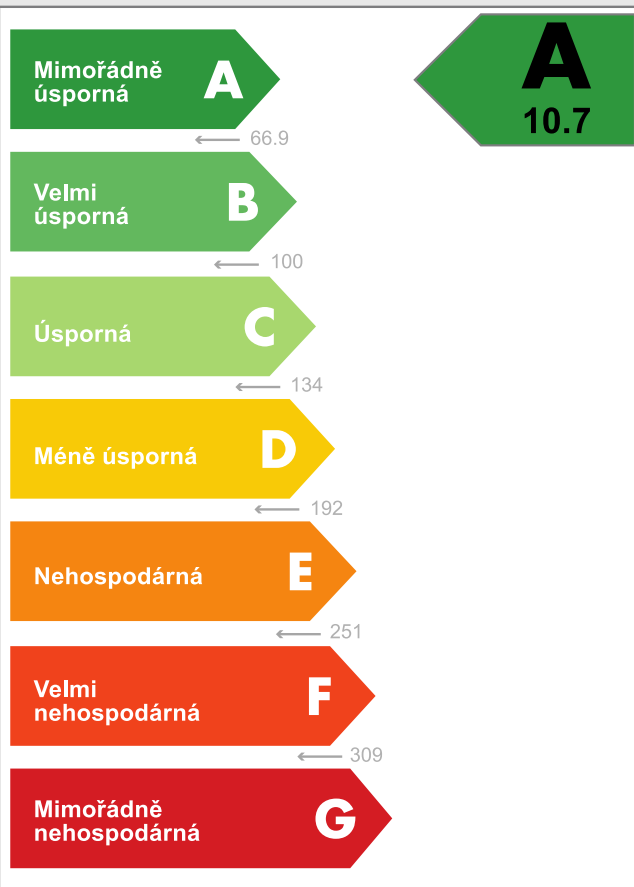 Mimořádně
úsporná
A
A
10.7
66.9
Velmi
úsporná
B
100
Úsporná
C
134
Méně úsporná
D
192
Nehospodárná
E
251
Velmi
nehospodárná
F
309
Mimořádně
nehospodárná
G